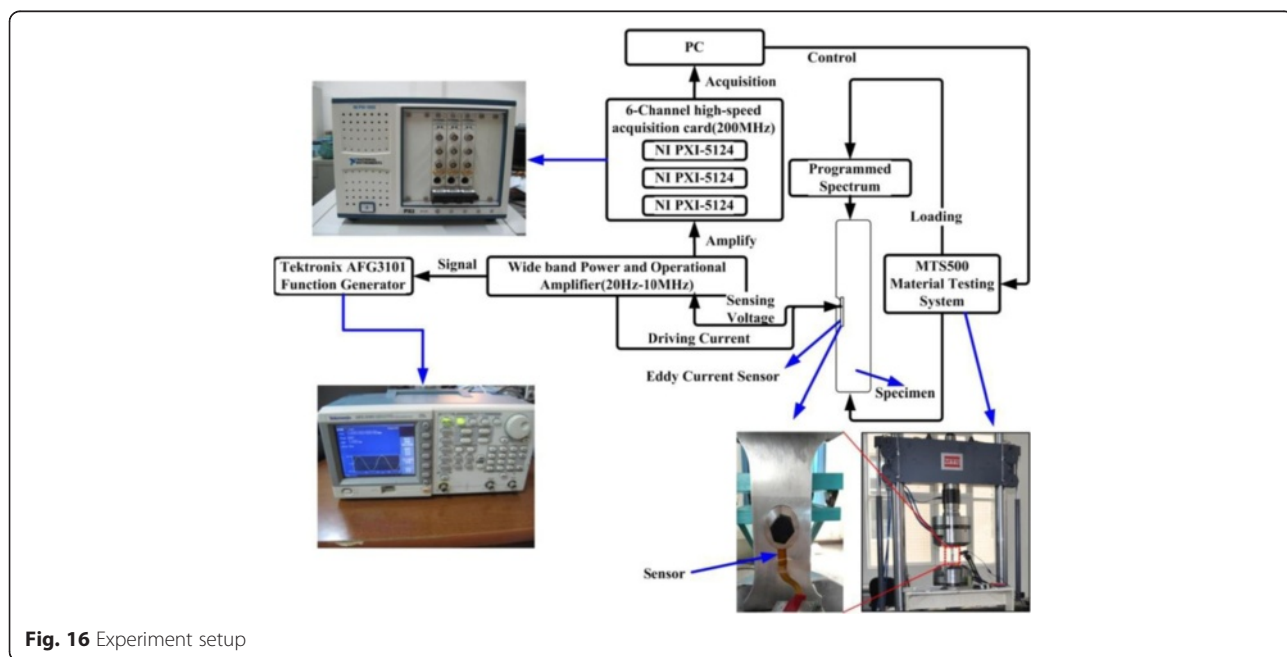 PC
Control
Acquisition
6-Channel high-speed
acquisition card(200MHz)
NI PXI-5124
NI PXI-5124
NI PXI-5124
Programmed
Spectrum
Loading
Amplify
Signal
Tektronix AFG3101
Function Generator
Wide band Power and Operational
Amplifier(20Hz-10MHz)
Sensing
Voltage
Driving Current
MTS500
Material Testing
System
Eddy Current Sensor
Specimen
Sensor
Fig. 16 Experiment setup